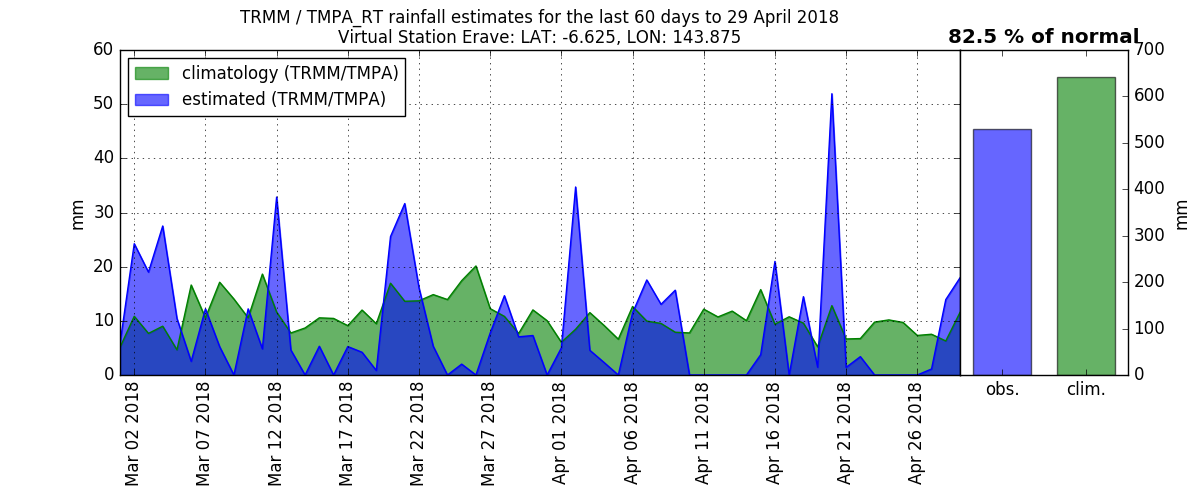 TRMM / TMPA_RT rainfall estimates for the last 60 days to 29 April 2018
Virtual Station Erave: LAT: -6.625, LON: 143.875
82.5 % of normal
climatology (TRMM/TMPA)
estimated (TRMM/TMPA)
mm
60
50
40
30
20
10
0
Mar 02 2018
Mar 07 2018
Mar 12 2018
Mar 17 2018
Mar 22 2018
Mar 27 2018
Apr 01 2018
Apr 06 2018
Apr 11 2018
Apr 16 2018
Apr 21 2018
Apr 26 2018
700
600
500
400
300
200
100
0
mm
obs.
clim.